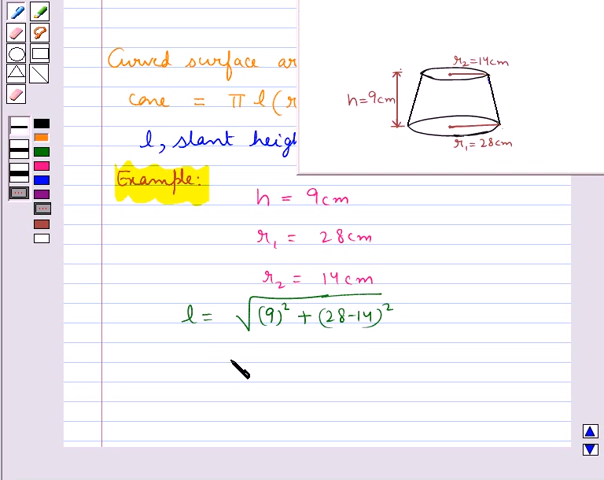 Curved surface ar
cone = π l (r
l, slant heigh
Example:
h = 9cm
r₁ = 28cm
r₂ = 14cm
l = √((9)² + (28-14)²)
r₂=14cm
h=9cm
r₁=28cm